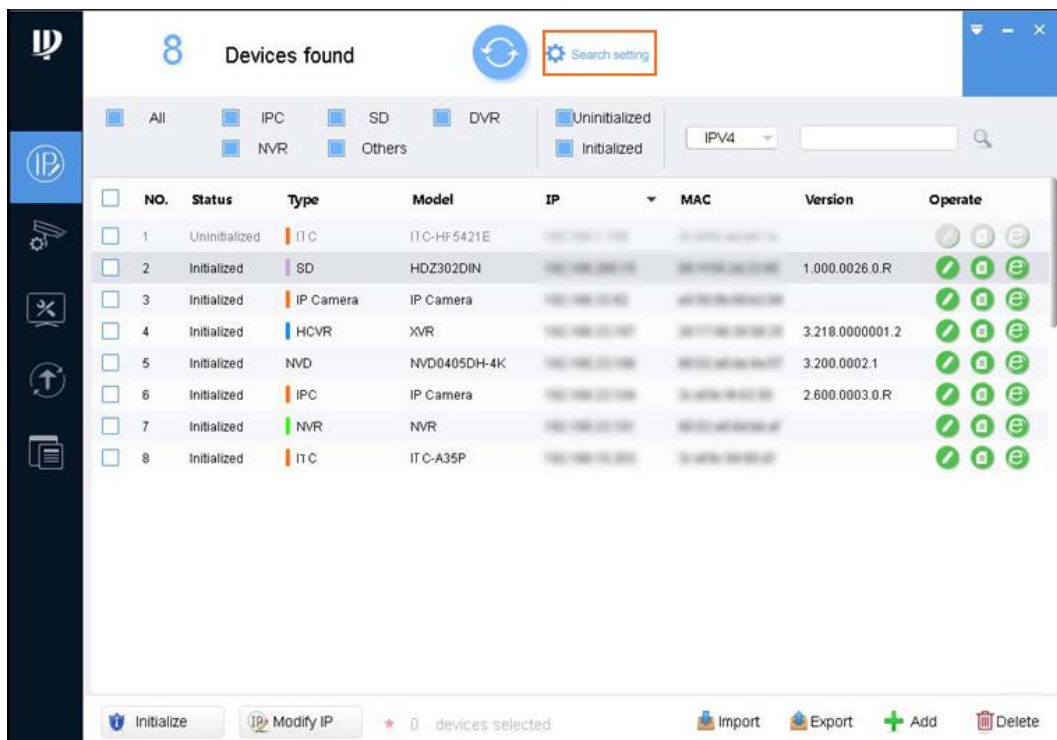 8 Devices found Search setting
All IPC SD DVR Uninitialized
NVR Others Initialized
IPV4
NO. Status Type Model IP MAC Version Operate
1 Uninitialized ITC ITC-HF5421E
2 Initialized SD HDZ302DIN 1.000.0026.0.R
3 Initialized IP Camera IP Camera
4 Initialized HCVR XVR 3.218.0000001.2
5 Initialized NVD NVD0405DH-4K 3.200.0002.1
6 Initialized IPC IP Camera 2.600.0003.0.R
7 Initialized NVR NVR
8 Initialized ITC ITC-A35P
Initialize IP Modify IP * 0 devices selected Import Export Add Delete